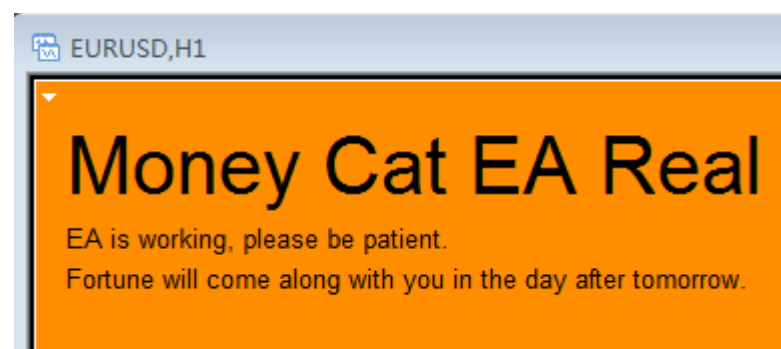 EURUSD,H1
Money Cat EA Real
EA is working, please be patient.
Fortune will come along with you in the day after tomorrow.